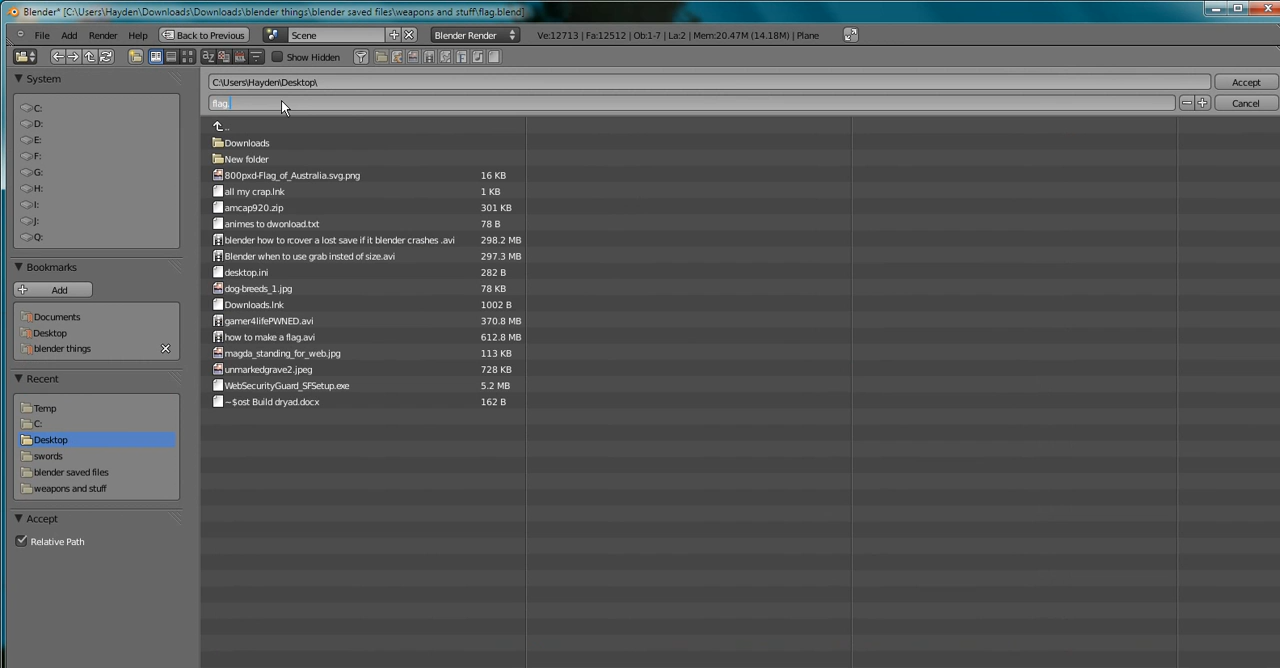 Blender* [C:\Users\Hayden\Downloads\Downloads\blender things\blender saved files\weapons and stuff\flag.blend]
File Add Render Help Back to Previous Scene Blender Render Ve:12713 | Fa:12512 | Ob:1-7 | La:2 | Mem:20.47M (14.18M) | Plane
Show Hidden
System
C:
D:
E:
F:
G:
H:
I:
J:
Q:
Bookmarks
Add
Documents
Desktop
blender things
Recent
Temp
C:
Desktop
swords
blender saved files
weapons and stuff
Accept
Relative Path
C:\Users\Hayden\Desktop\ Accept
flag. Cancel
..
Downloads
New folder
800pxd-Flag_of_Australia.svg.png 16 KB
all my crap.lnk 1 KB
amcap920.zip 301 KB
animes to dwonload.txt 78 B
blender how to rcover a lost save if it blender crashes .avi 298.2 MB
Blender when to use grab insted of size.avi 297.3 MB
desktop.ini 282 B
dog-breeds_1.jpg 78 KB
Downloads.lnk 1002 B
gamer4lifePWNED.avi 370.8 MB
how to make a flag.avi 612.8 MB
magda_standing_for_web.jpg 113 KB
unmarkedgrave2.jpeg 728 KB
WebSecurityGuard_SFSetup.exe 5.2 MB
~$ost Build dryad.docx 162 B